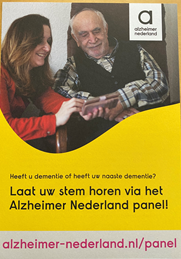 alzheimer
nederland
Heeft u dementie of heeft uw naaste dementie?
Laat uw stem horen via het
Alzheimer Nederland panel!
alzheimer-nederland.nl/panel